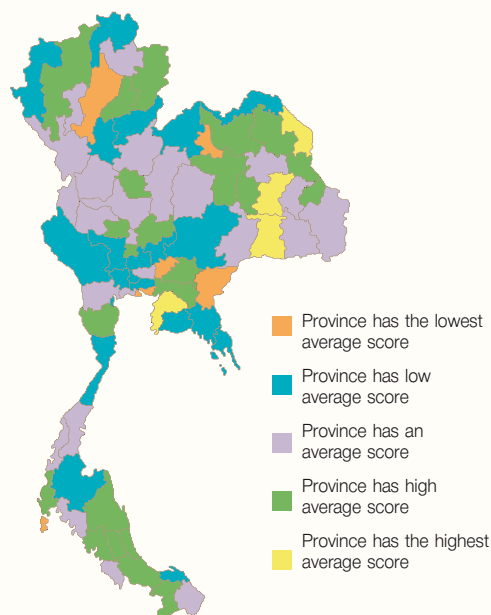 Province has the lowest
average score
Province has low
average score
Province has an
average score
Province has high
average score
Province has the highest
average score